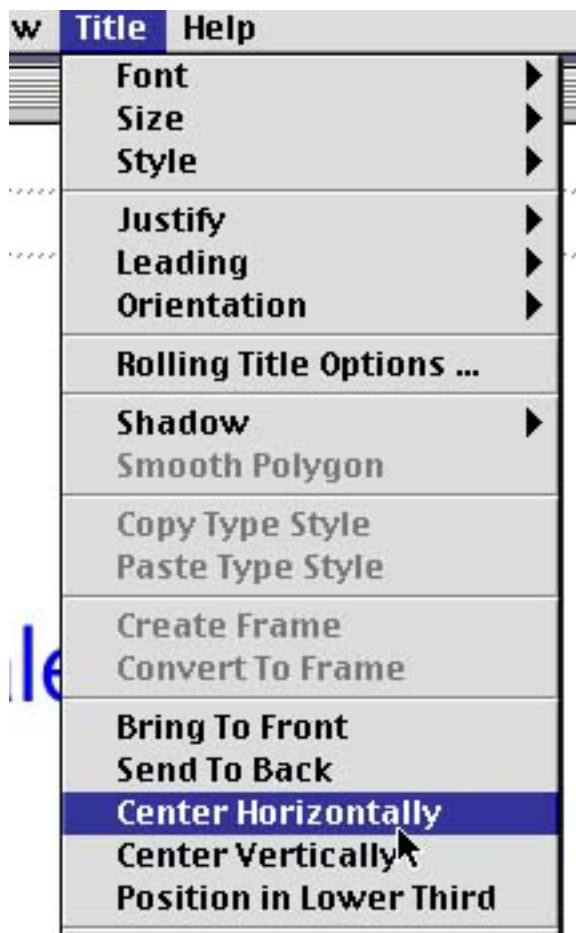 w Title Help
Font
Size
Style
Justify
Leading
Orientation
Rolling Title Options ...
Shadow
Smooth Polygon
Copy Type Style
Paste Type Style
Create Frame
Convert To Frame
le
Bring To Front
Send To Back
Center Horizontally
Center Vertically
Position in Lower Third